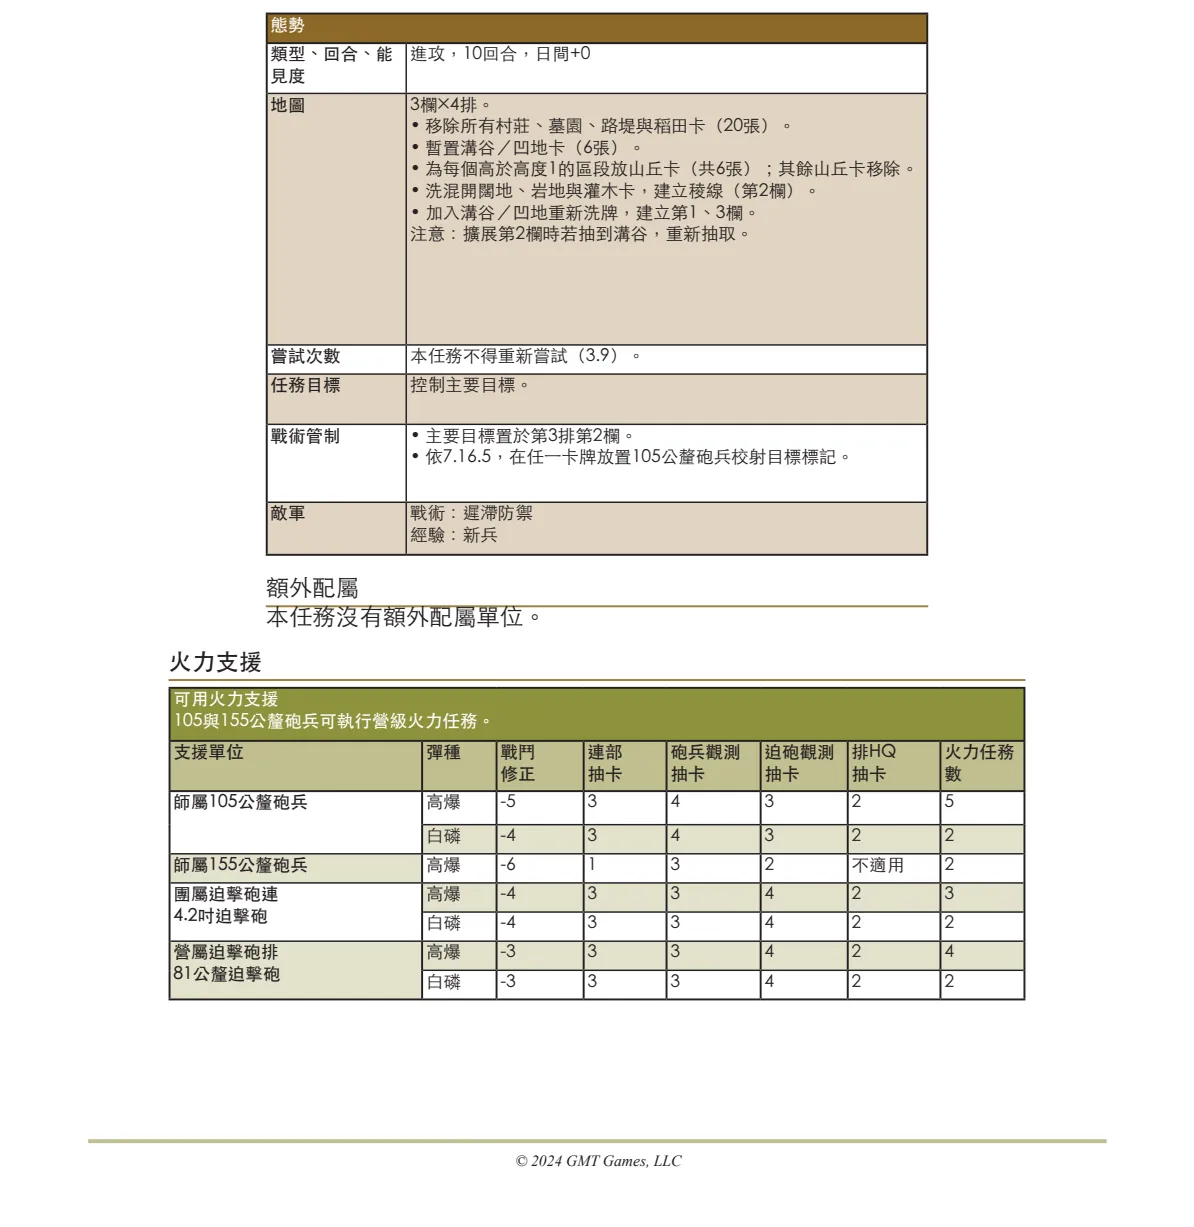 態勢
類型、回合、能 進攻，10回合，日間+0
見度
地圖 3欄×4排。
• 移除所有村莊、墓園、路堤與稻田卡（20張）。
• 暫置溝谷／凹地卡（6張）。
• 為每個高於高度1的區段放山丘卡（共6張）；其餘山丘卡移除。
• 洗混開闊地、岩地與灌木卡，建立稜線（第2欄）。
• 加入溝谷／凹地重新洗牌，建立第1、3欄。
注意：擴展第2欄時若抽到溝谷，重新抽取。
嘗試次數 本任務不得重新嘗試（3.9）。
任務目標 控制主要目標。
戰術管制 • 主要目標置於第3排第2欄。
• 依7.16.5，在任一卡牌放置105公釐砲兵校射目標標記。
敵軍 戰術：遲滯防禦
經驗：新兵
額外配屬
本任務沒有額外配屬單位。
火力支援
可用火力支援
105與155公釐砲兵可執行營級火力任務。
支援單位 彈種 戰鬥 連部 砲兵觀測 迫砲觀測 排HQ 火力任務
修正 抽卡 抽卡 抽卡 抽卡 數
師屬105公釐砲兵 高爆 -5 3 4 3 2 5
白磷 -4 3 4 3 2 2
師屬155公釐砲兵 高爆 -6 1 3 2 不適用 2
團屬迫擊砲連 高爆 -4 3 3 4 2 3
4.2吋迫擊砲 白磷 -4 3 3 4 2 2
營屬迫擊砲排 高爆 -3 3 3 4 2 4
81公釐迫擊砲 白磷 -3 3 3 4 2 2
© 2024 GMT Games, LLC